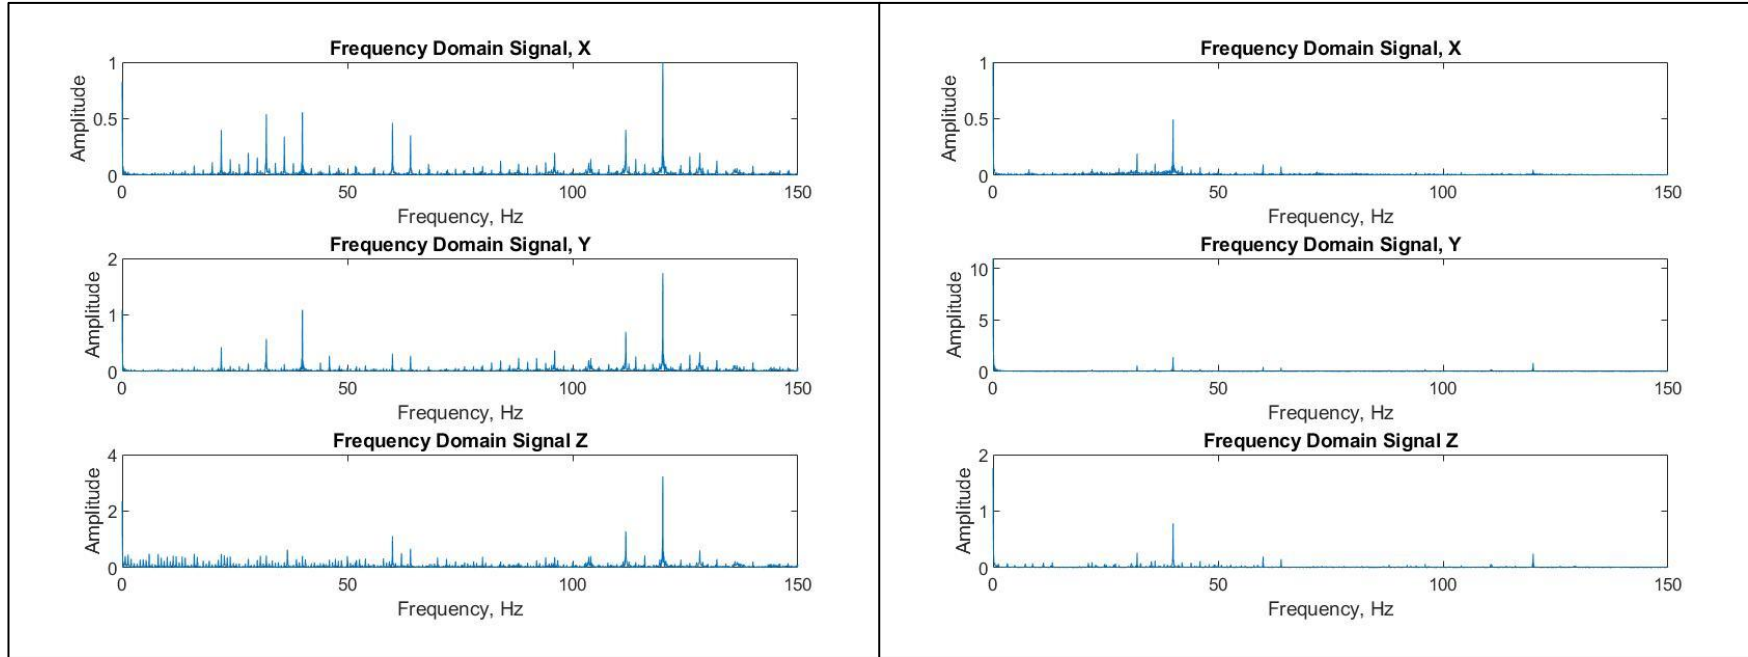 Frequency Domain Signal, X
1
0.5
0
Amplitude
0 50 100 150
Frequency, Hz
Frequency Domain Signal, Y
2
1
0
Amplitude
0 50 100 150
Frequency, Hz
Frequency Domain Signal Z
4
2
0
Amplitude
0 50 100 150
Frequency, Hz
Frequency Domain Signal, X
1
0.5
0
Amplitude
0 50 100 150
Frequency, Hz
Frequency Domain Signal, Y
10
5
0
Amplitude
0 50 100 150
Frequency, Hz
Frequency Domain Signal Z
2
1
0
Amplitude
0 50 100 150
Frequency, Hz